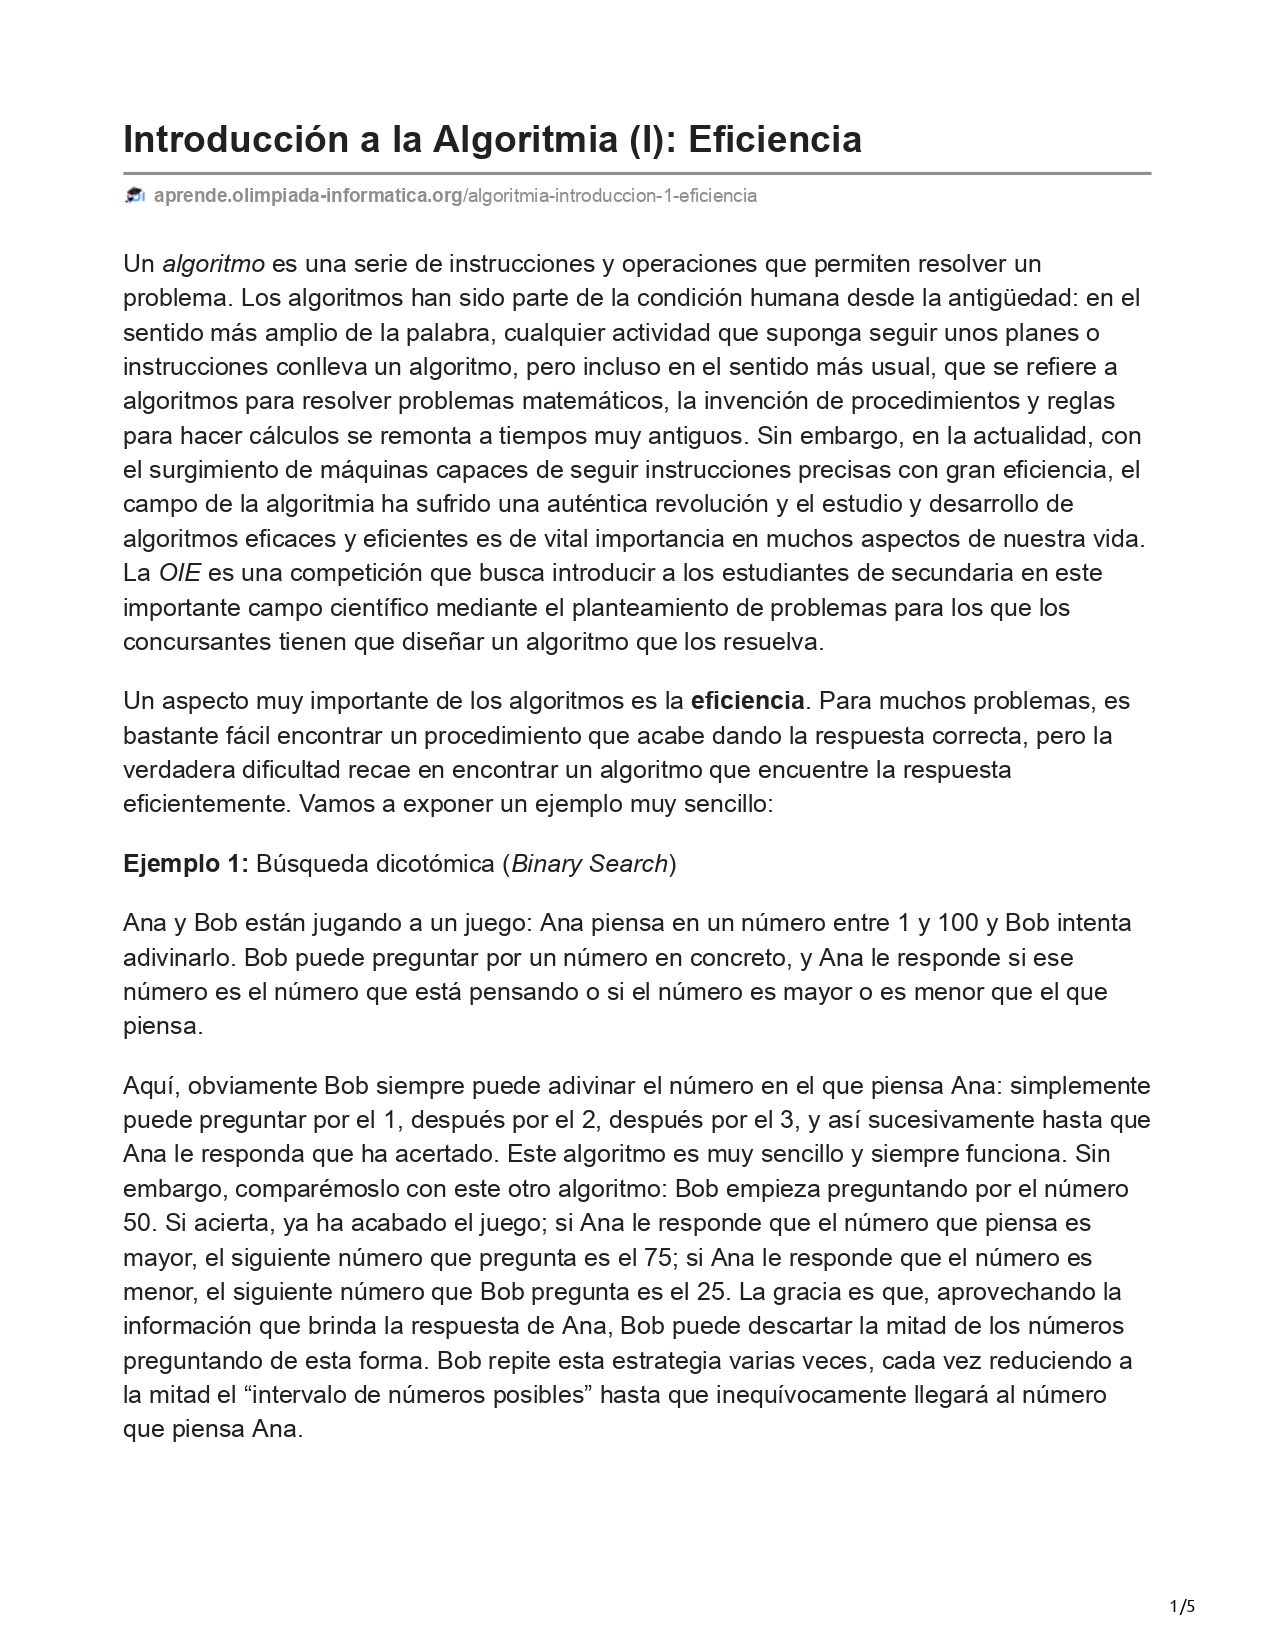 Introducción a la Algoritmia (I): Eficiencia
aprende.olimpiada-informatica.org/algoritmia-introduccion-1-eficiencia
Un algoritmo es una serie de instrucciones y operaciones que permiten resolver un
problema. Los algoritmos han sido parte de la condición humana desde la antigüedad: en el
sentido más amplio de la palabra, cualquier actividad que suponga seguir unos planes o
instrucciones conlleva un algoritmo, pero incluso en el sentido más usual, que se refiere a
algoritmos para resolver problemas matemáticos, la invención de procedimientos y reglas
para hacer cálculos se remonta a tiempos muy antiguos. Sin embargo, en la actualidad, con
el surgimiento de máquinas capaces de seguir instrucciones precisas con gran eficiencia, el
campo de la algoritmia ha sufrido una auténtica revolución y el estudio y desarrollo de
algoritmos eficaces y eficientes es de vital importancia en muchos aspectos de nuestra vida.
La OIE es una competición que busca introducir a los estudiantes de secundaria en este
importante campo científico mediante el planteamiento de problemas para los que los
concursantes tienen que diseñar un algoritmo que los resuelva.
Un aspecto muy importante de los algoritmos es la eficiencia. Para muchos problemas, es
bastante fácil encontrar un procedimiento que acabe dando la respuesta correcta, pero la
verdadera dificultad recae en encontrar un algoritmo que encuentre la respuesta
eficientemente. Vamos a exponer un ejemplo muy sencillo:
Ejemplo 1: Búsqueda dicotómica (Binary Search)
Ana y Bob están jugando a un juego: Ana piensa en un número entre 1 y 100 y Bob intenta
adivinarlo. Bob puede preguntar por un número en concreto, y Ana le responde si ese
número es el número que está pensando o si el número es mayor o es menor que el que
piensa.
Aquí, obviamente Bob siempre puede adivinar el número en el que piensa Ana: simplemente
puede preguntar por el 1, después por el 2, después por el 3, y así sucesivamente hasta que
Ana le responda que ha acertado. Este algoritmo es muy sencillo y siempre funciona. Sin
embargo, comparémoslo con este otro algoritmo: Bob empieza preguntando por el número
50. Si acierta, ya ha acabado el juego; si Ana le responde que el número que piensa es
mayor, el siguiente número que pregunta es el 75; si Ana le responde que el número es
menor, el siguiente número que Bob pregunta es el 25. La gracia es que, aprovechando la
información que brinda la respuesta de Ana, Bob puede descartar la mitad de los números
preguntando de esta forma. Bob repite esta estrategia varias veces, cada vez reduciendo a
la mitad el “intervalo de números posibles” hasta que inequívocamente llegará al número
que piensa Ana.
1/5